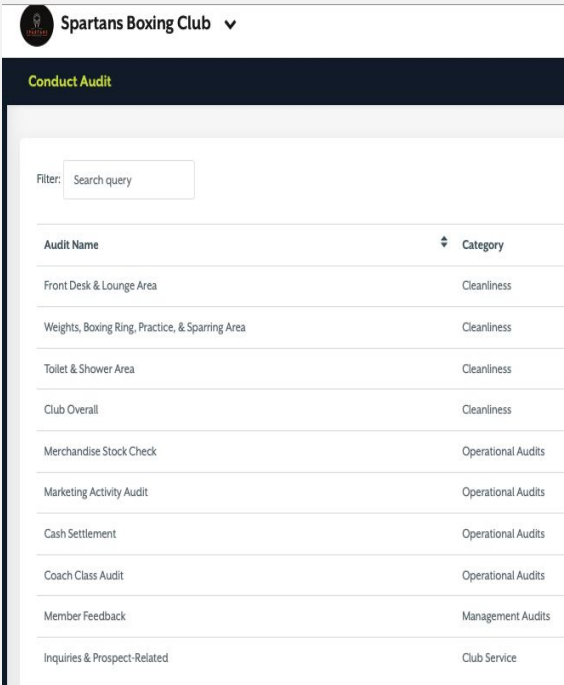 Spartans Boxing Club
Conduct Audit
Filter: Search query
Audit Name Category
Front Desk & Lounge Area Cleanliness
Weights, Boxing Ring, Practice, & Sparring Area Cleanliness
Toilet & Shower Area Cleanliness
Club Overall Cleanliness
Merchandise Stock Check Operational Audits
Marketing Activity Audit Operational Audits
Cash Settlement Operational Audits
Coach Class Audit Operational Audits
Member Feedback Management Audits
Inquiries & Prospect-Related Club Service